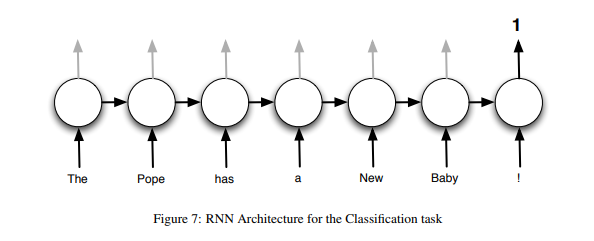 1
The Pope has a New Baby !
Figure 7: RNN Architecture for the Classification task